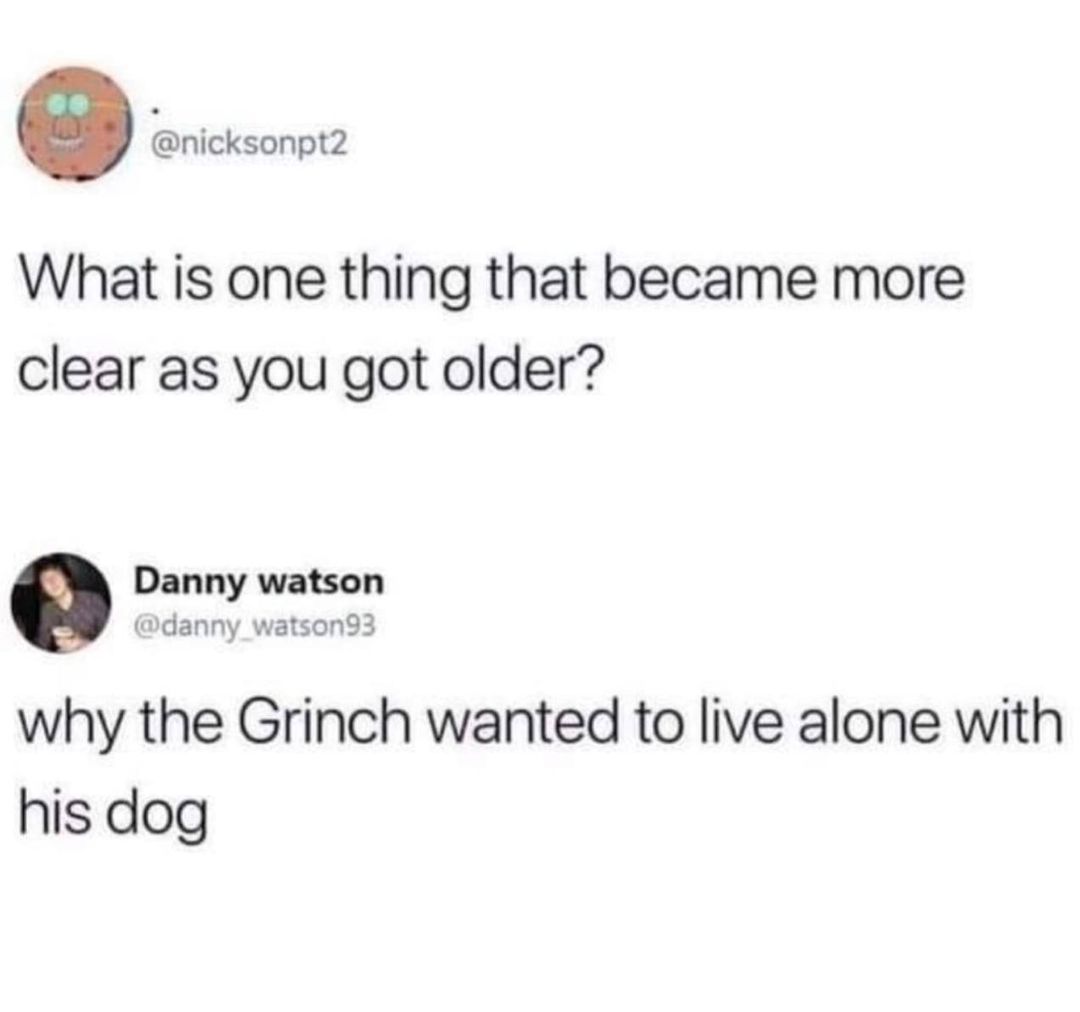 .
@nicksonpt2
What is one thing that became more
clear as you got older?
Danny watson
@danny_watson93
why the Grinch wanted to live alone with
his dog